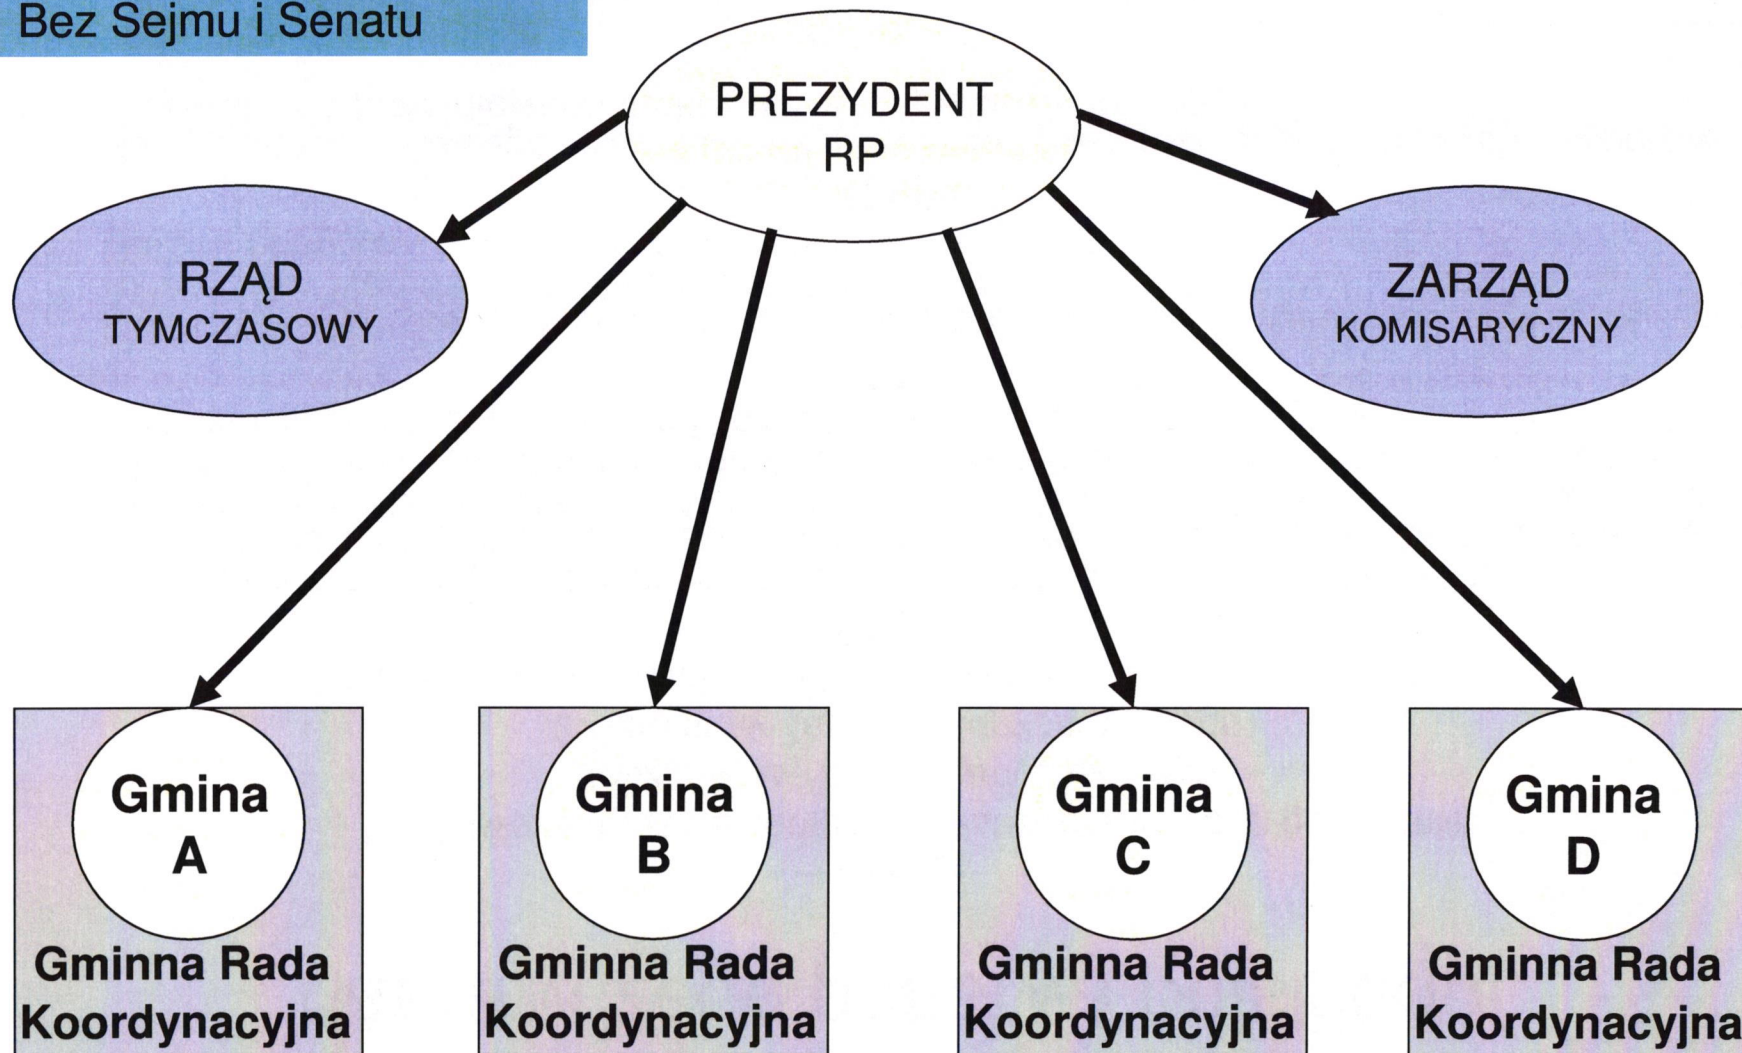 Bez Sejmu i Senatu
PREZYDENT
RP
RZĄD
TYMCZASOWY
ZARZĄD
KOMISARYCZNY
Gmina
A
Gminna Rada
Koordynacyjna
Gmina
B
Gminna Rada
Koordynacyjna
Gmina
C
Gminna Rada
Koordynacyjna
Gmina
D
Gminna Rada
Koordynacyjna